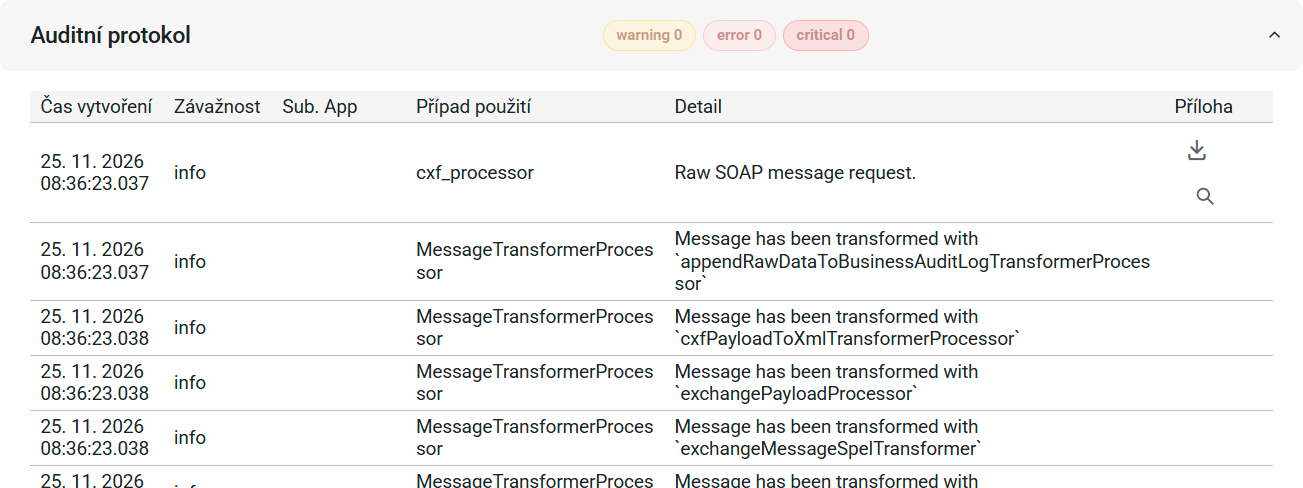 Auditní protokol
warning 0 error 0 critical 0
Čas vytvoření Závažnost Sub. App Případ použití Detail Příloha
25. 11. 2026
08:36:23.037 info cxf_processor Raw SOAP message request.
25. 11. 2026
08:36:23.037 info MessageTransformerProces
sor Message has been transformed with
`appendRawDataToBusinessAuditLogTransformerProces
sor`
25. 11. 2026
08:36:23.038 info MessageTransformerProces
sor Message has been transformed with
`cxfPayloadToXmlTransformerProcessor`
25. 11. 2026
08:36:23.038 info MessageTransformerProces
sor Message has been transformed with
`exchangePayloadProcessor`
25. 11. 2026
08:36:23.038 info MessageTransformerProces
sor Message has been transformed with
`exchangeMessageSpelTransformer`
25. 11. 2026 MessageTransformerProces Message has been transformed with